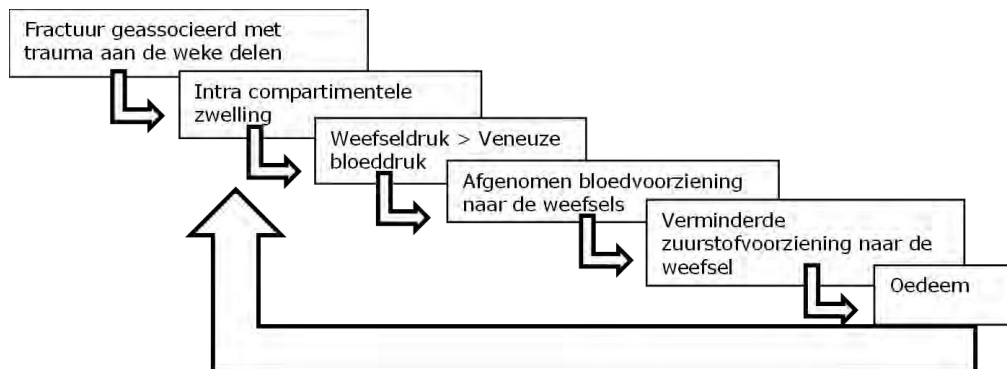 Fractuur geassocieerd met
trauma aan de weke delen
Intra compartimentele
zwelling
Weefseldruk > Veneuze
bloeddruk
Afgenomen bloedvoorziening
naar de weefsels
Verminderde
zuurstofvoorziening naar de
weefsel
Oedeem